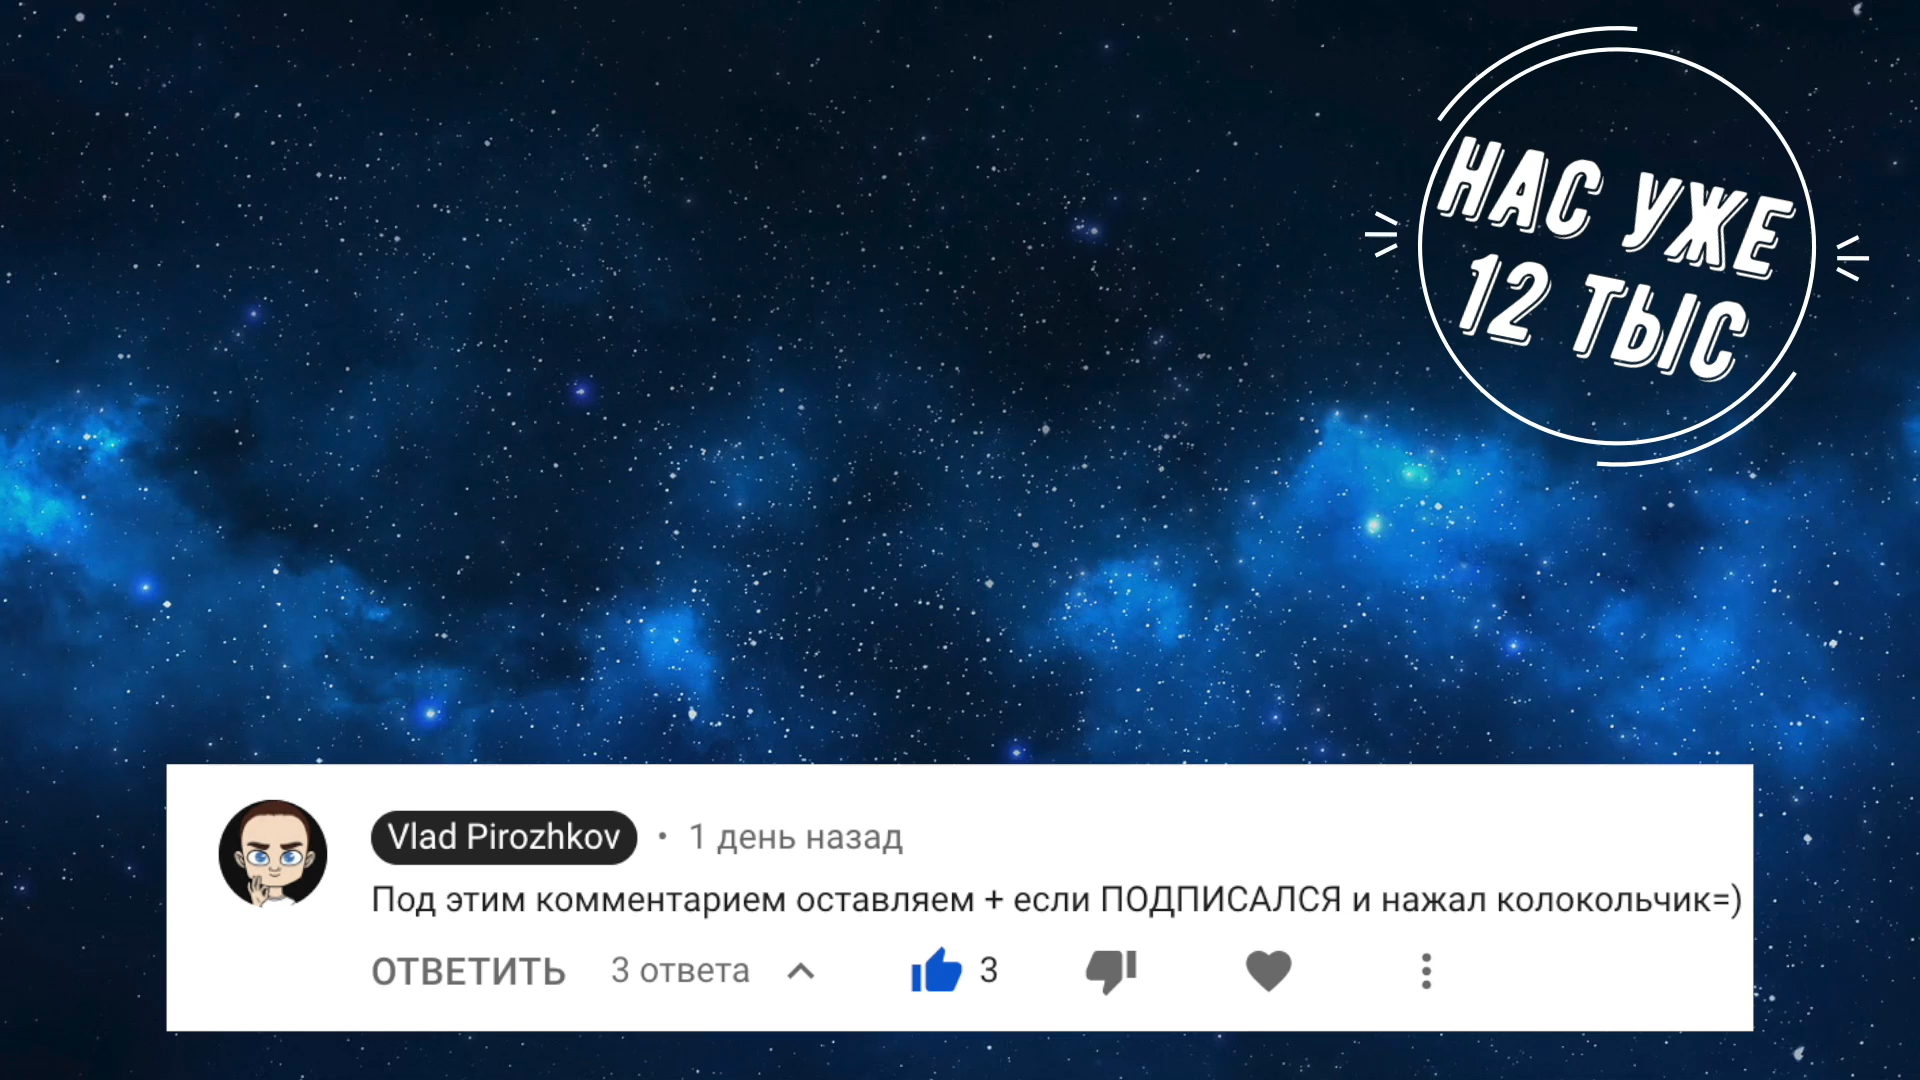 НАС УЖЕ
12 ТЫС
Vlad Pirozhkov • 1 день назад
Под этим комментарием оставляем + если ПОДПИСАЛСЯ и нажал колокольчик=)
ОТВЕТИТЬ 3 ответа 3